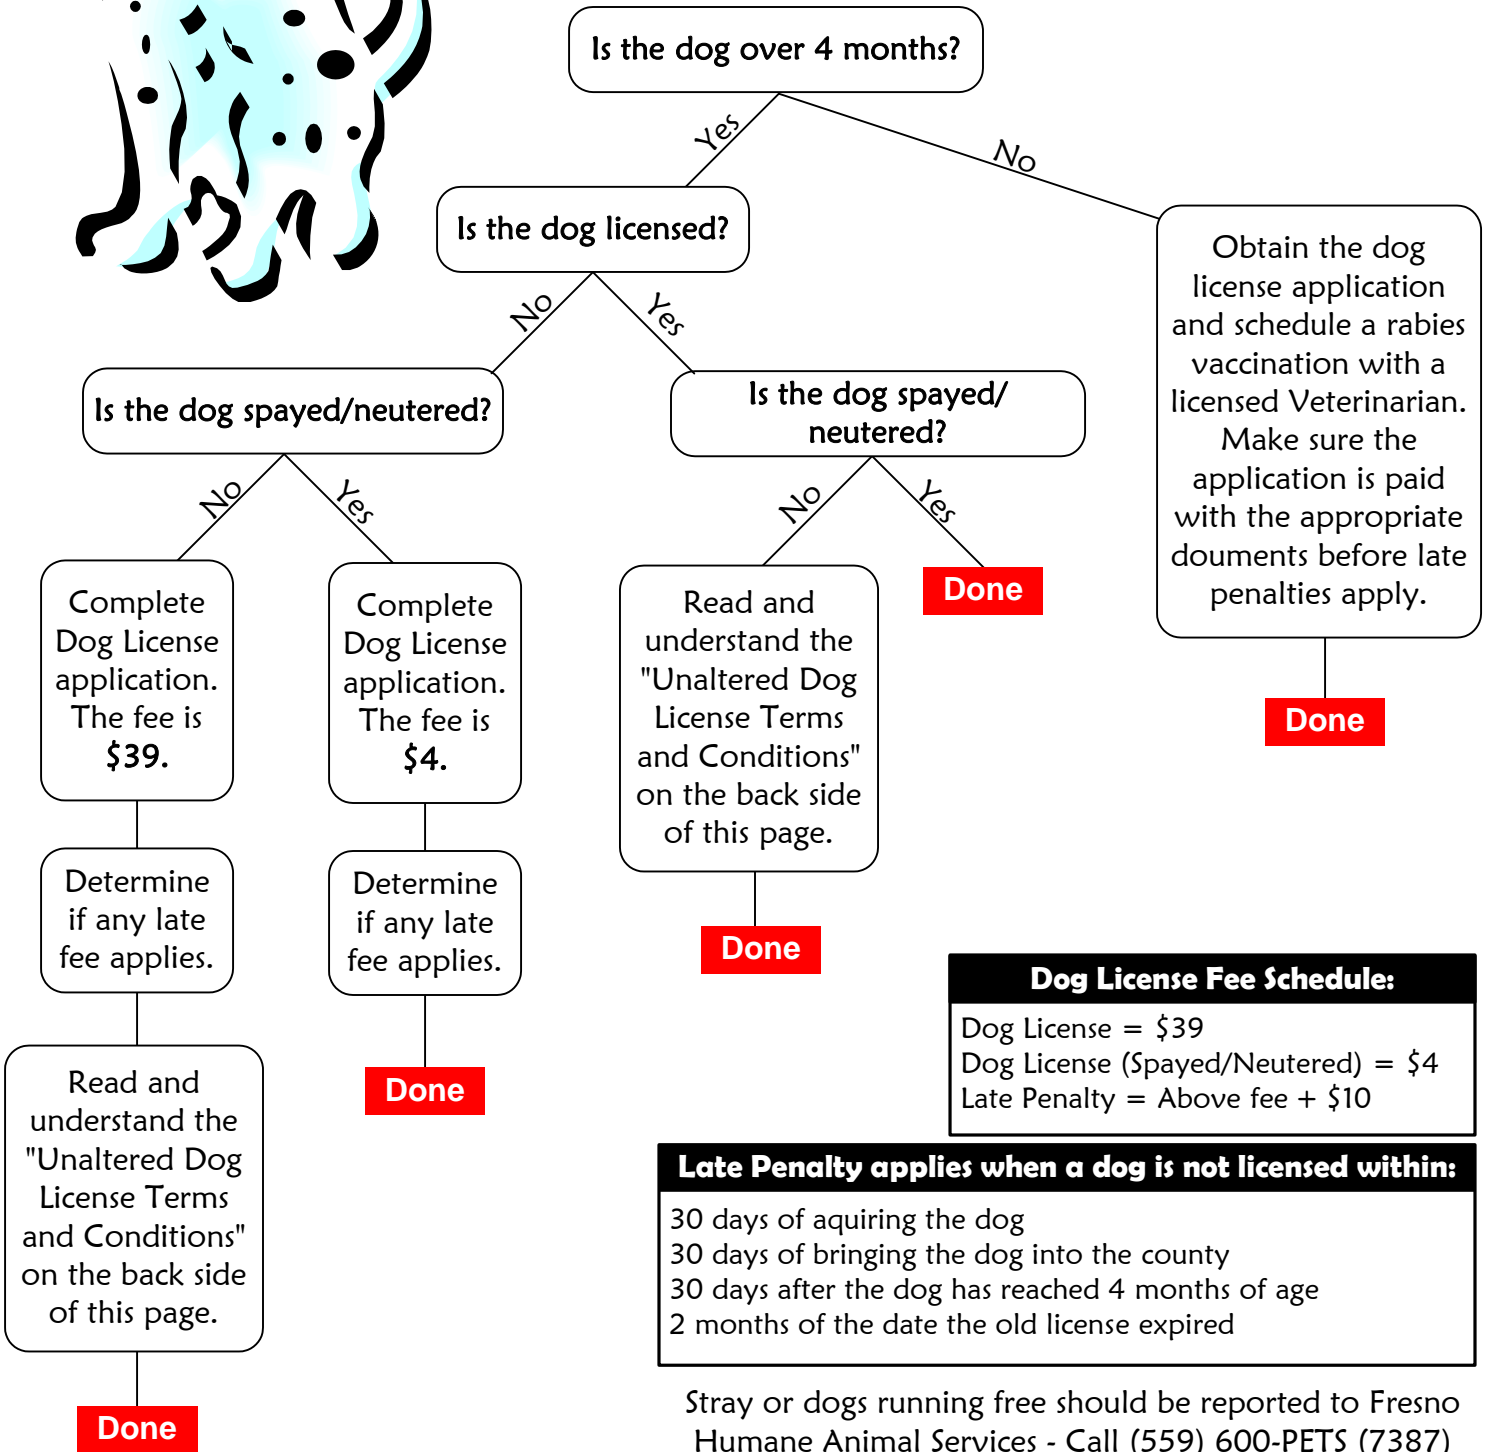 Is the dog over 4 months?
Yes
No
Is the dog licensed?
No
Yes
Obtain the dog
license application
and schedule a rabies
vaccination with a
licensed Veterinarian.
Make sure the
application is paid
with the appropriate
douments before late
penalties apply.
Done
Is the dog spayed/neutered?
No
Yes
Is the dog spayed/
neutered?
No
Yes
Done
Complete
Dog License
application.
The fee is
$39.
Complete
Dog License
application.
The fee is
$4.
Read and
understand the
"Unaltered Dog
License Terms
and Conditions"
on the back side
of this page.
Done
Determine
if any late
fee applies.
Determine
if any late
fee applies.
Done
Read and
understand the
"Unaltered Dog
License Terms
and Conditions"
on the back side
of this page.
Done
Dog License Fee Schedule:
Dog License = $39
Dog License (Spayed/Neutered) = $4
Late Penalty = Above fee + $10
Late Penalty applies when a dog is not licensed within:
30 days of aquiring the dog
30 days of bringing the dog into the county
30 days after the dog has reached 4 months of age
2 months of the date the old license expired
Stray or dogs running free should be reported to Fresno
Humane Animal Services - Call (559) 600-PETS (7387)